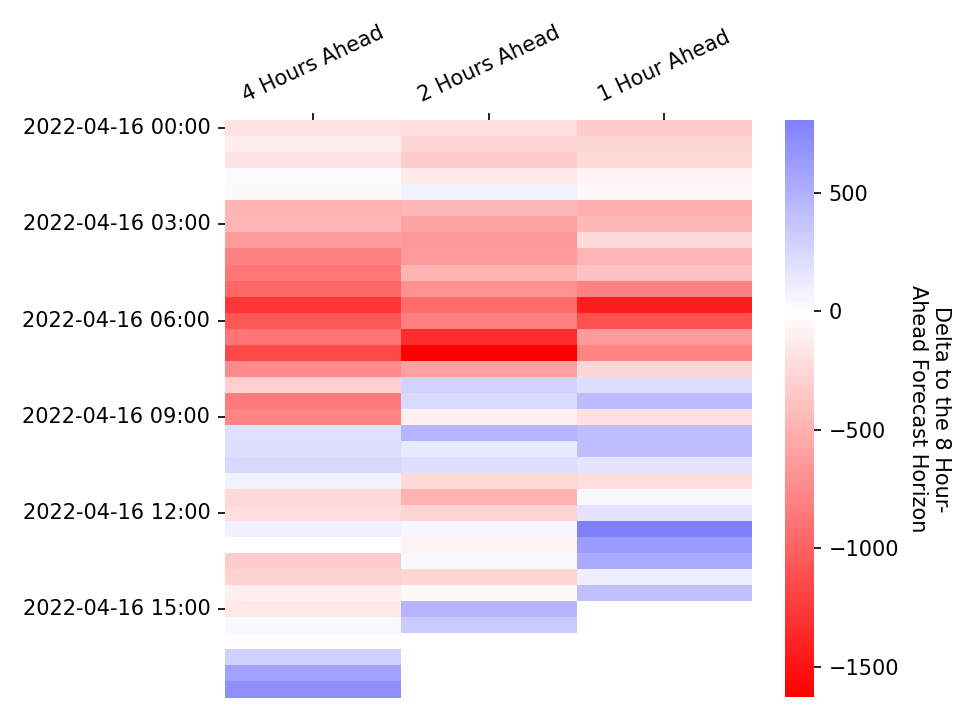 4 Hours Ahead
2 Hours Ahead
1 Hour Ahead
2022-04-16 00:00
2022-04-16 03:00
2022-04-16 06:00
2022-04-16 09:00
2022-04-16 12:00
2022-04-16 15:00
500
0
−500
−1000
−1500
Delta to the 8 Hour-
Ahead Forecast Horizon